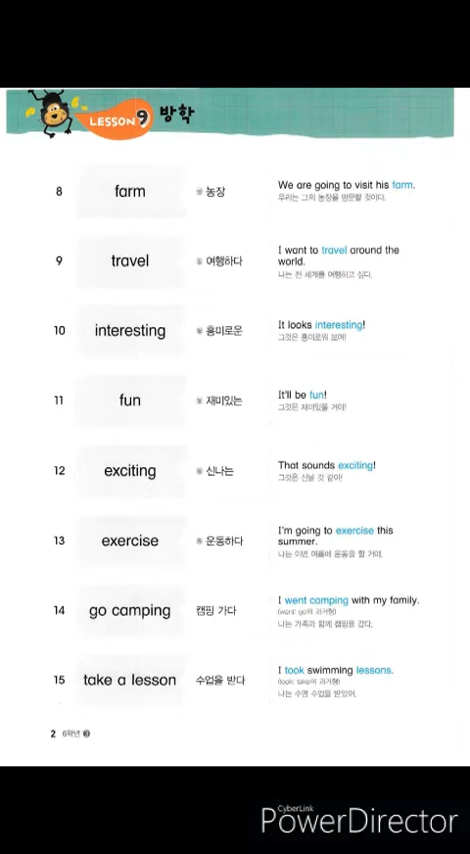 LESSON 9 방학
8 farm 명 농장 We are going to visit his farm.
우리는 그의 농장을 방문할 것이다.
9 travel 동 여행하다 I want to travel around the
world.
나는 전 세계를 여행하고 싶다.
10 interesting 형 흥미로운 It looks interesting!
그것은 흥미로워 보여!
11 fun 형 재미있는 It'll be fun!
그것은 재미있을 거야!
12 exciting 형 신나는 That sounds exciting!
그것은 신날 것 같아!
13 exercise 동 운동하다 I'm going to exercise this
summer.
나는 이번 여름에 운동을 할 거야.
14 go camping 캠핑 가다 I went camping with my family.
(went: go의 과거형)
나는 가족과 함께 캠핑을 갔다.
15 take a lesson 수업을 받다 I took swimming lessons.
(took: take의 과거형)
나는 수영 수업을 받았어.
2 6학년 ③
CyberLink
PowerDirector